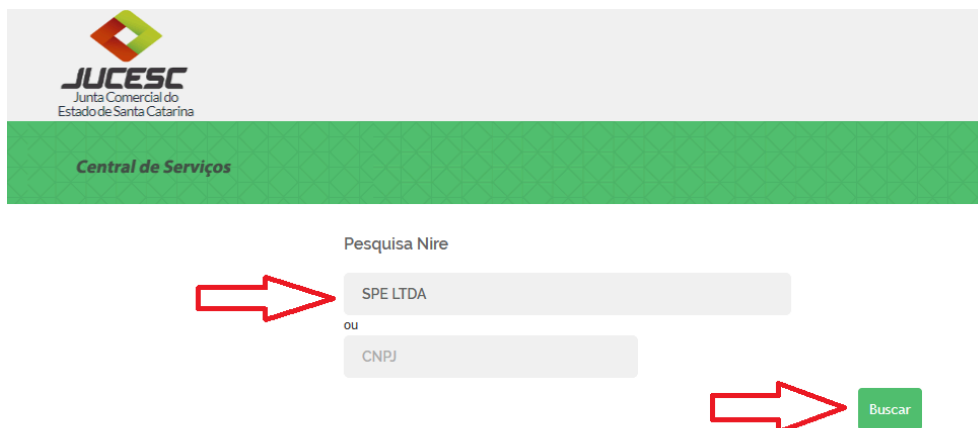 JUCESC
Junta Comercial do
Estado de Santa Catarina
Central de Serviços
Pesquisa Nire
SPE LTDA
ou
CNPJ
Buscar